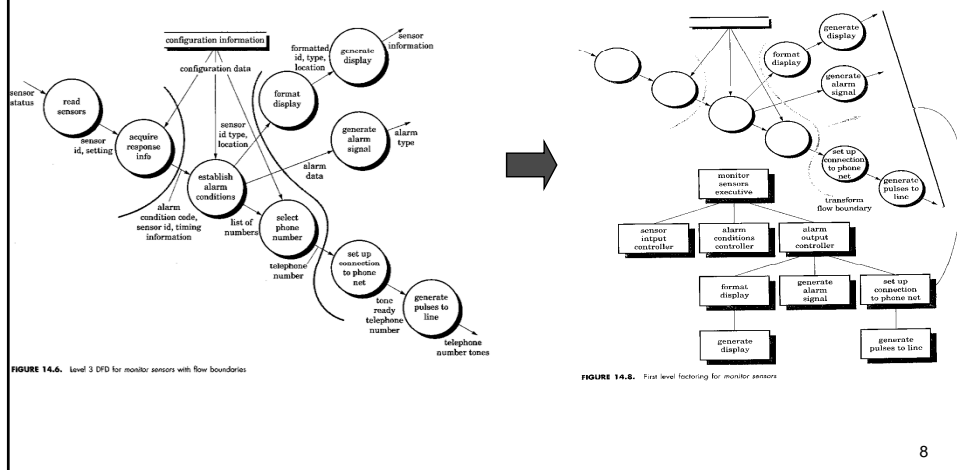 configuration information
configuration data
sensor
status
read
sensors
sensor
id, setting
acquire
response
info
alarm
condition code,
sensor id, timing
information
establish
alarm
conditions
sensor
id type,
location
formatted
id, type,
location
format
display
generate
display
sensor
information
generate
alarm
signal
alarm
type
alarm
data
list of
numbers
select
phone
number
telephone
number
set up
connection
to phone
net
tone
ready
telephone
number
generate
pulses to
line
telephone
number tones
FIGURE 14.6. Level 3 DFD for monitor sensors with flow boundaries
generate
display
format
display
generate
alarm
signal
set up
connection
to phone
net
generate
pulses to
line
transform
flow boundary
monitor
sensors
executive
sensor
intput
controller
alarm
conditions
controller
alarm
output
controller
format
display
generate
alarm
signal
set up
connection
to phone net
generate
display
generate
pulses to line
FIGURE 14.8. First level factoring for monitor sensors
8